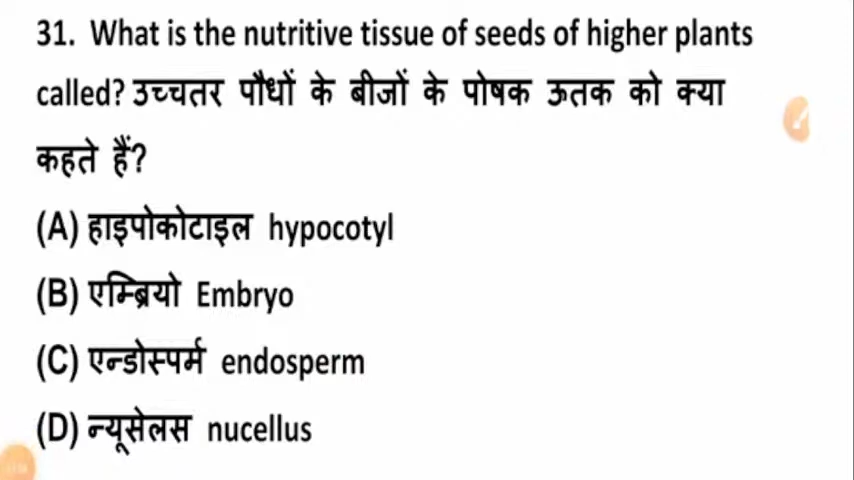 31. What is the nutritive tissue of seeds of higher plants
called? उच्चतर पौधों के बीजों के पोषक ऊतक को क्या
कहते हैं?
(A) हाइपोकोटाइल hypocotyl
(B) एम्ब्रियो Embryo
(C) एन्डोस्पर्म endosperm
(D) न्यूसेलस nucellus